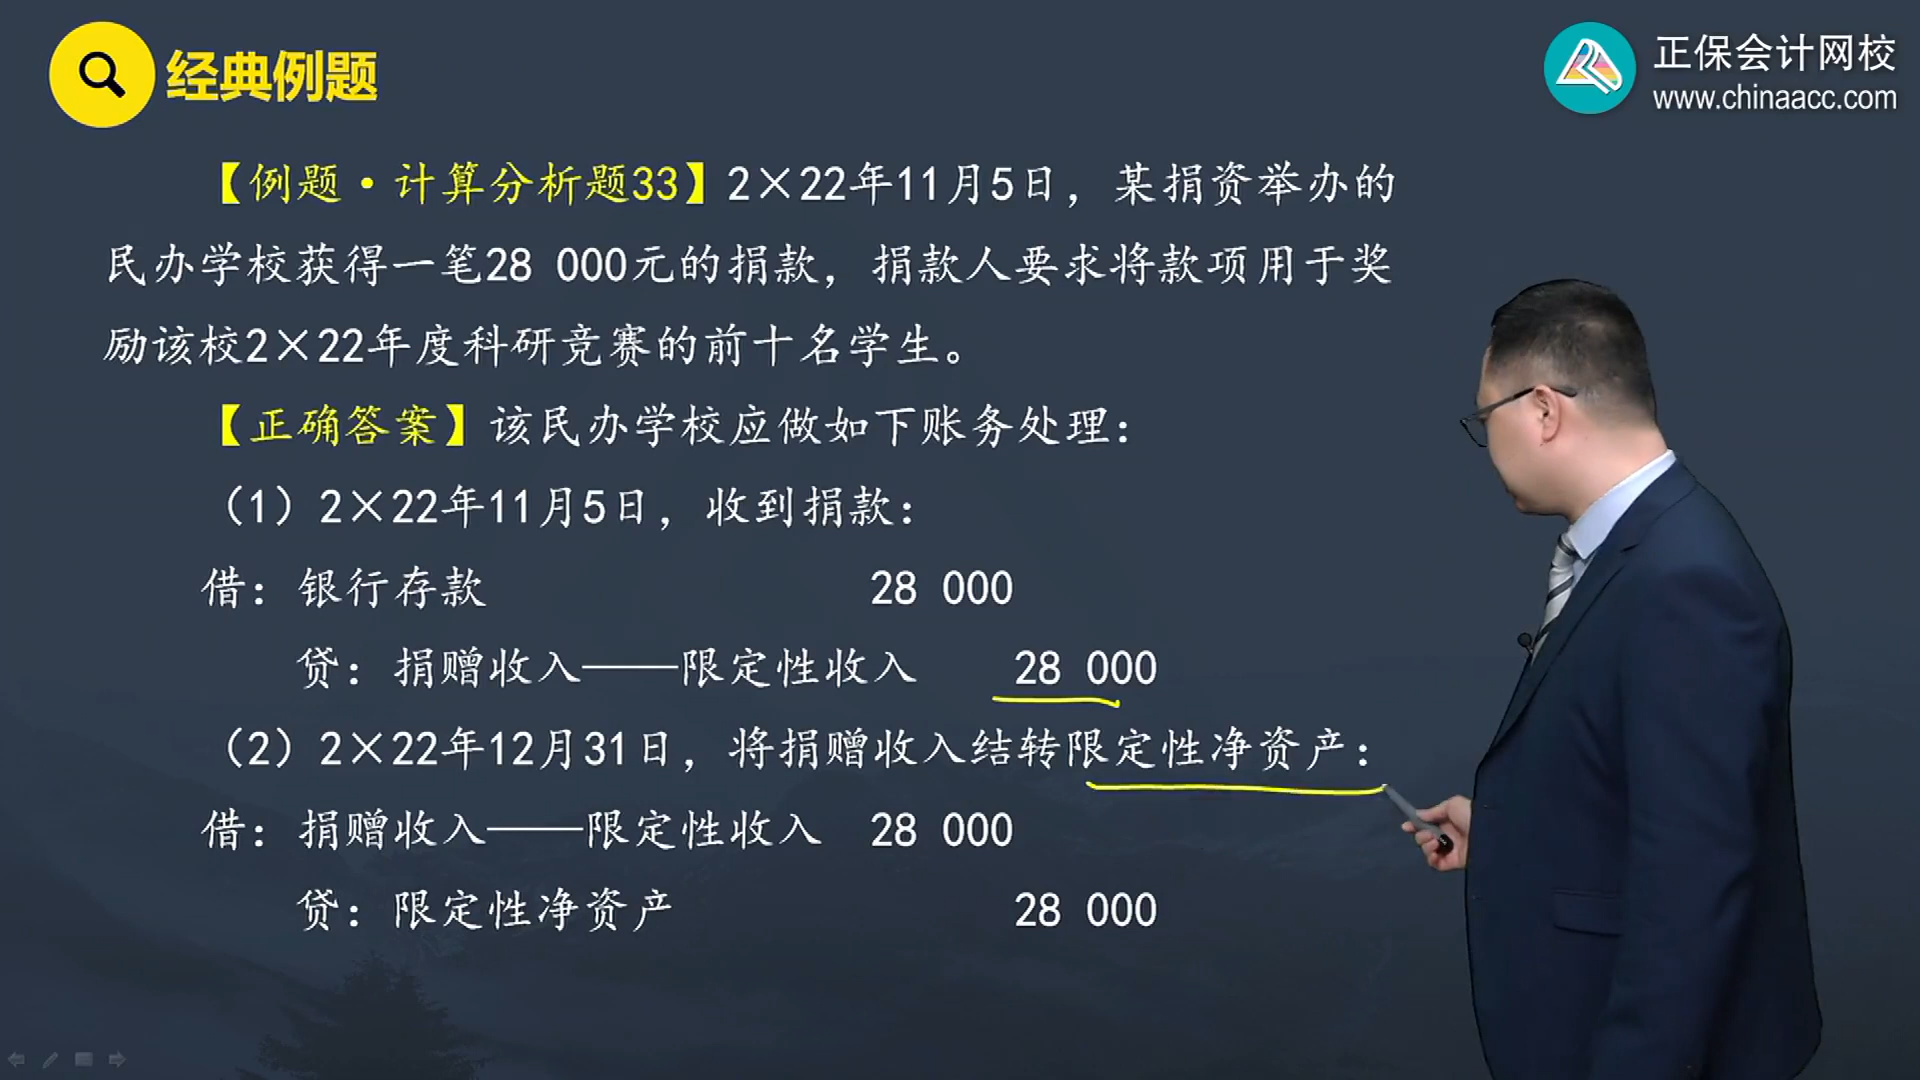 经典例题
正保会计网校
www.chinaacc.com
【例题·计算分析题33】2×22年11月5日，某捐资举办的
民办学校获得一笔28 000元的捐款，捐款人要求将款项用于奖
励该校2×22年度科研竞赛的前十名学生。
【正确答案】该民办学校应做如下账务处理：
（1）2×22年11月5日，收到捐款：
借：银行存款 28 000
贷：捐赠收入——限定性收入 28 000
（2）2×22年12月31日，将捐赠收入结转限定性净资产：
借：捐赠收入——限定性收入 28 000
贷：限定性净资产 28 000